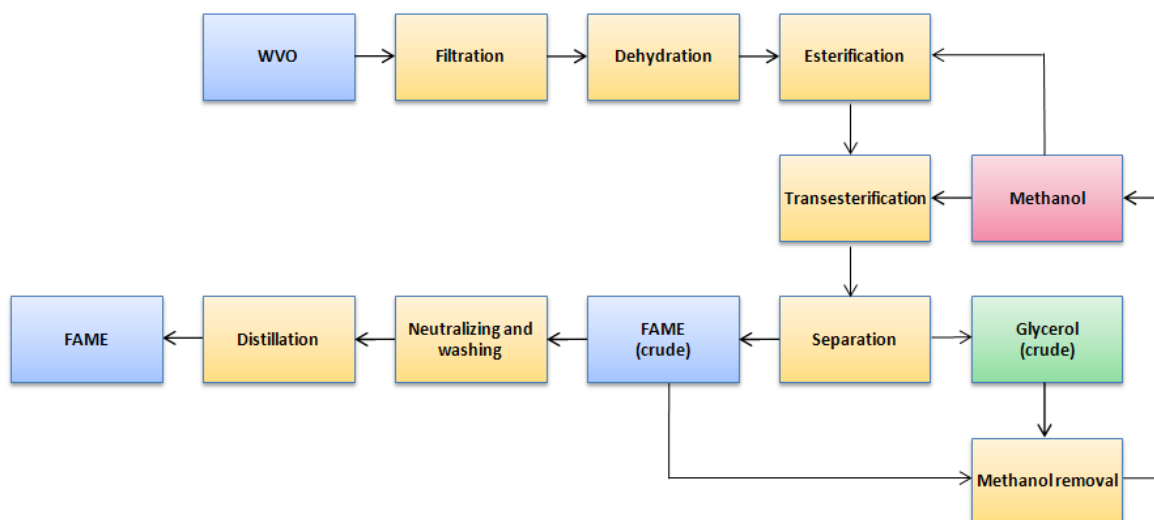 WVO
Filtration
Dehydration
Esterification
Transesterification
Methanol
FAME
Distillation
Neutralizing and
washing
FAME
(crude)
Separation
Glycerol
(crude)
Methanol removal